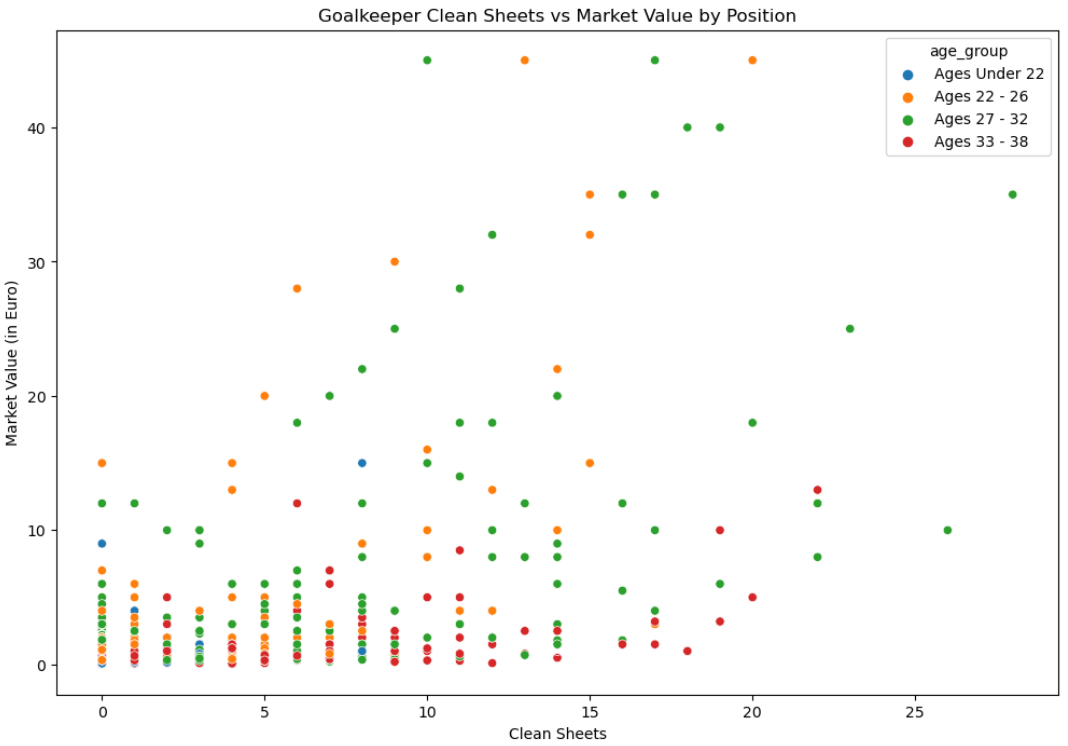 Goalkeeper Clean Sheets vs Market Value by Position
age_group
Ages Under 22
Ages 22 - 26
Ages 27 - 32
Ages 33 - 38
Market Value (in Euro)
40
30
20
10
0
0 5 10 15 20 25
Clean Sheets